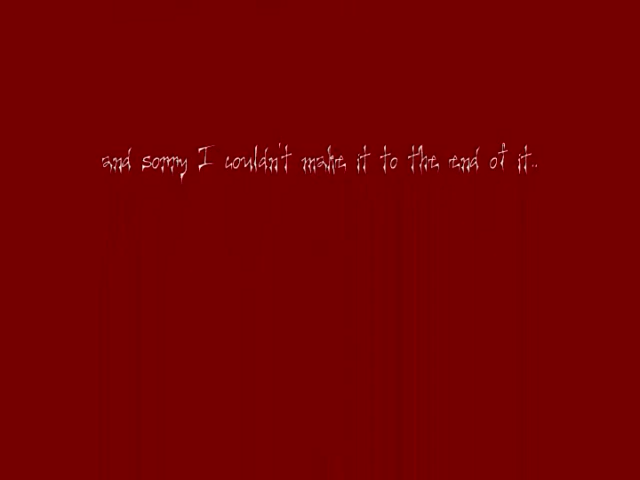 and sorry I couldn't make it to the end of it..